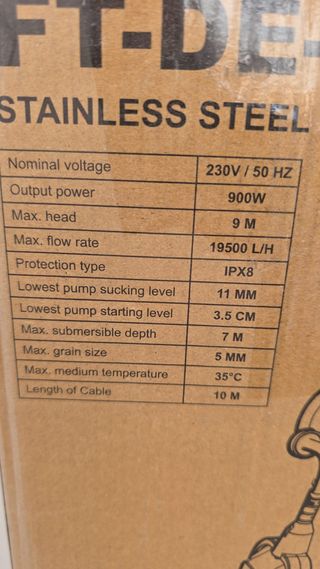 FT-DE-
STAINLESS STEEL
Nominal voltage 230V / 50 HZ
Output power 900W
Max. head 9 M
Max. flow rate 19500 L/H
Protection type IPX8
Lowest pump sucking level 11 MM
Lowest pump starting level 3.5 CM
Max. submersible depth 7 M
Max. grain size 5 MM
Max. medium temperature 35°C
Length of Cable 10 M